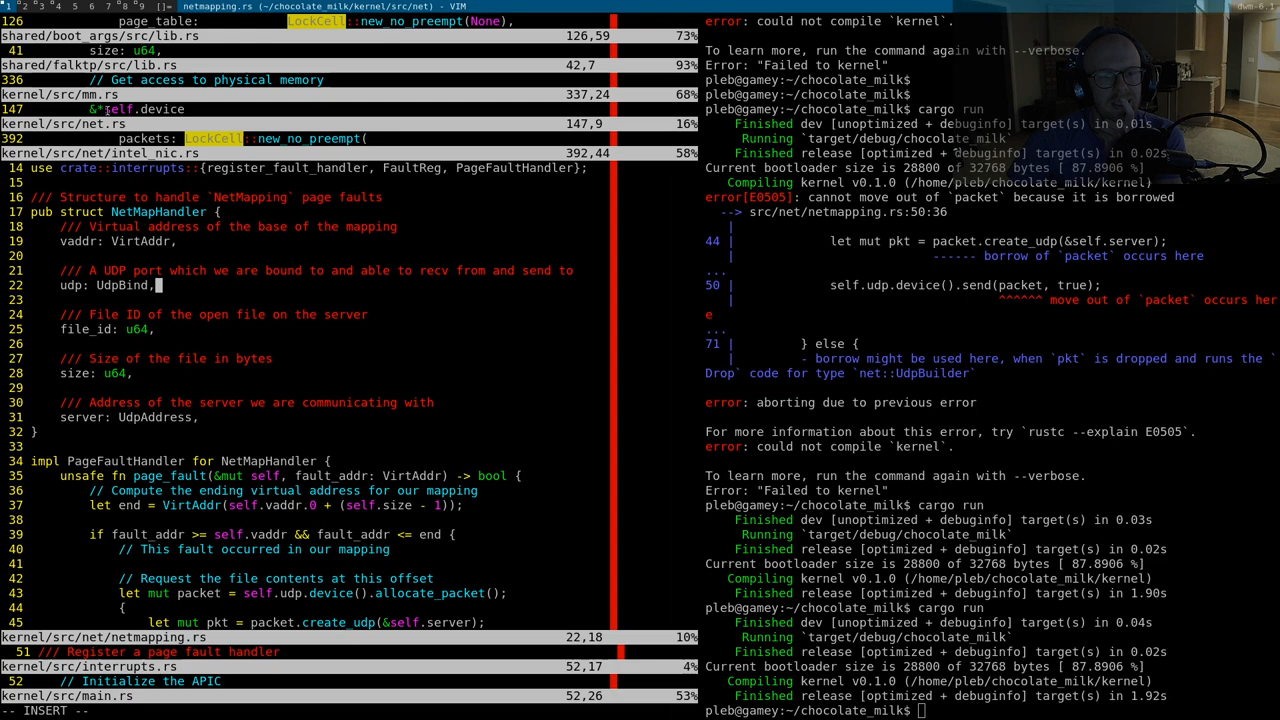 1 2 3 4 5 6 7 8 9 []= netmapping.rs (~/chocolate_milk/kernel/src/net) - VIM dwm-6.1
126 page_table: LockCell::new_no_preempt(None),
shared/boot_args/src/lib.rs 126,59 73%
41 size: u64,
shared/falktp/src/lib.rs 42,7 93%
336 // Get access to physical memory
kernel/src/mm.rs 337,24 68%
147 &*self.device
kernel/src/net.rs 147,9 16%
392 packets: LockCell::new_no_preempt(
kernel/src/net/intel_nic.rs 392,44 58%
14 use crate::interrupts::{register_fault_handler, FaultReg, PageFaultHandler};
15
16 /// Structure to handle `NetMapping` page faults
17 pub struct NetMapHandler {
18 /// Virtual address of the base of the mapping
19 vaddr: VirtAddr,
20
21 /// A UDP port which we are bound to and able to recv from and send to
22 udp: UdpBind,
23
24 /// File ID of the open file on the server
25 file_id: u64,
26
27 /// Size of the file in bytes
28 size: u64,
29
30 /// Address of the server we are communicating with
31 server: UdpAddress,
32 }
33
34 impl PageFaultHandler for NetMapHandler {
35 unsafe fn page_fault(&mut self, fault_addr: VirtAddr) -> bool {
36 // Compute the ending virtual address for our mapping
37 let end = VirtAddr(self.vaddr.0 + (self.size - 1));
38
39 if fault_addr >= self.vaddr && fault_addr <= end {
40 // This fault occurred in our mapping
41
42 // Request the file contents at this offset
43 let mut packet = self.udp.device().allocate_packet();
44 {
45 let mut pkt = packet.create_udp(&self.server);
kernel/src/net/netmapping.rs 22,18 10%
51 /// Register a page fault handler
kernel/src/interrupts.rs 52,17 4%
52 // Initialize the APIC
kernel/src/main.rs 52,26 53%
-- INSERT --
error: could not compile `kernel`.

To learn more, run the command again with --verbose.
Error: "Failed to kernel"
pleb@gamey:~/chocolate_milk$
pleb@gamey:~/chocolate_milk$
pleb@gamey:~/chocolate_milk$ cargo run
Finished dev [unoptimized + debuginfo] target(s) in 0.01s
Running `target/debug/chocolate_milk`
Finished release [optimized + debuginfo] target(s) in 0.02s
Current bootloader size is 28800 of 32768 bytes [ 87.8906 %]
Compiling kernel v0.1.0 (/home/pleb/chocolate_milk/kernel)
error[E0505]: cannot move out of `packet` because it is borrowed
--> src/net/netmapping.rs:50:36
|
44 | let mut pkt = packet.create_udp(&self.server);
| ------ borrow of `packet` occurs here
...
50 | self.udp.device().send(packet, true);
| ^^^^^^ move out of `packet` occurs her
e
...
71 | } else {
| - borrow might be used here, when `pkt` is dropped and runs the `
Drop` code for type `net::UdpBuilder`

error: aborting due to previous error

For more information about this error, try `rustc --explain E0505`.
error: could not compile `kernel`.

To learn more, run the command again with --verbose.
Error: "Failed to kernel"
pleb@gamey:~/chocolate_milk$ cargo run
Finished dev [unoptimized + debuginfo] target(s) in 0.03s
Running `target/debug/chocolate_milk`
Finished release [optimized + debuginfo] target(s) in 0.02s
Current bootloader size is 28800 of 32768 bytes [ 87.8906 %]
Compiling kernel v0.1.0 (/home/pleb/chocolate_milk/kernel)
Finished release [optimized + debuginfo] target(s) in 1.90s
pleb@gamey:~/chocolate_milk$ cargo run
Finished dev [unoptimized + debuginfo] target(s) in 0.04s
Running `target/debug/chocolate_milk`
Finished release [optimized + debuginfo] target(s) in 0.02s
Current bootloader size is 28800 of 32768 bytes [ 87.8906 %]
Compiling kernel v0.1.0 (/home/pleb/chocolate_milk/kernel)
Finished release [optimized + debuginfo] target(s) in 1.92s
pleb@gamey:~/chocolate_milk$